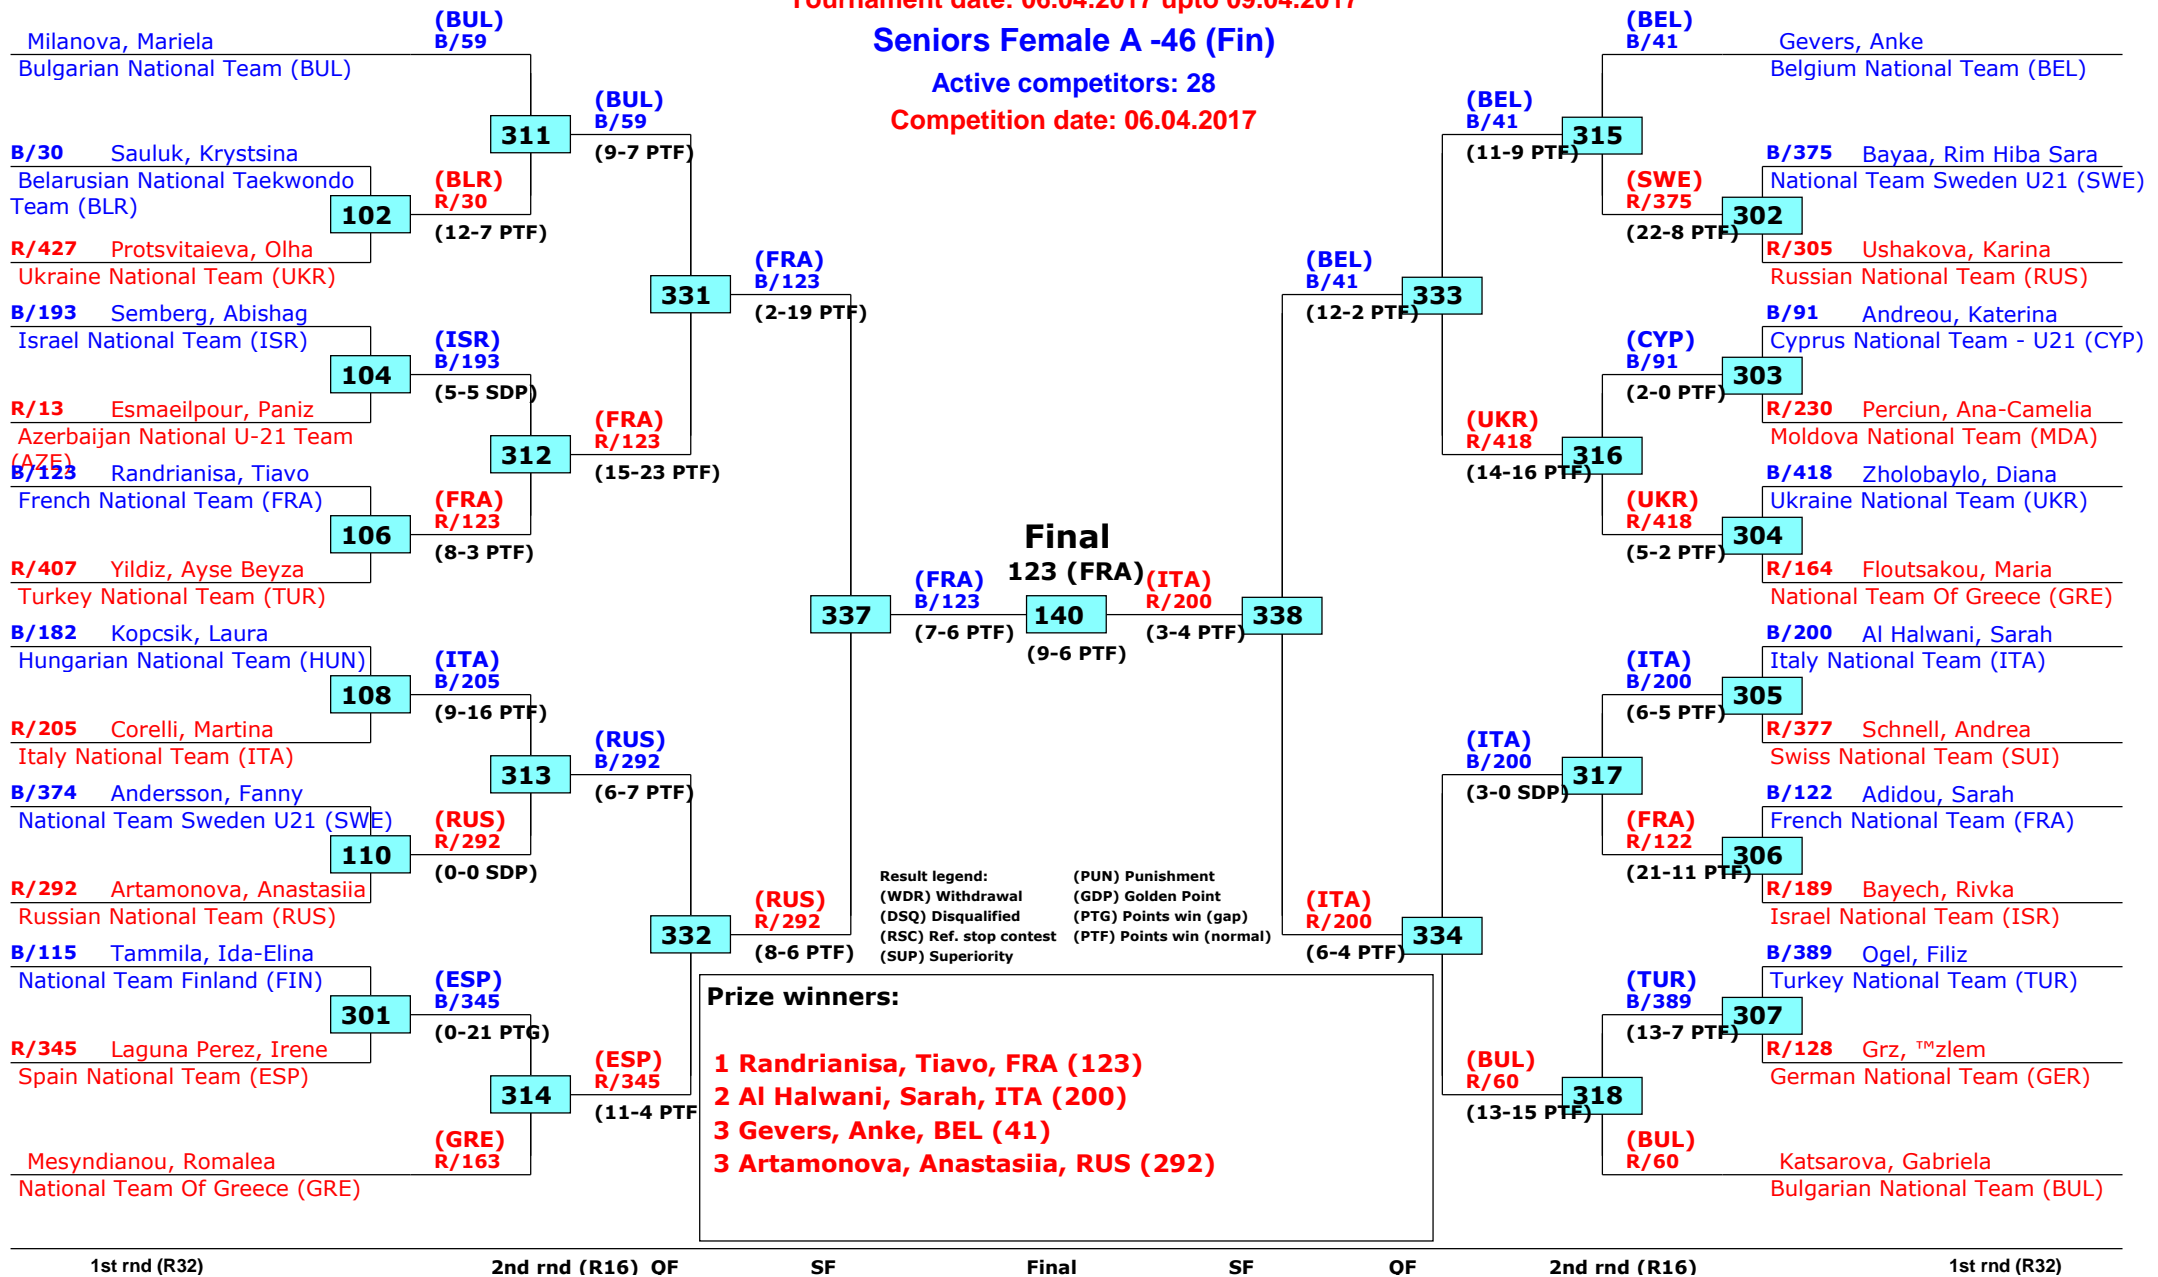 Tournament date: 06.04.2017 upto 09.04.2017
Seniors Female A -46 (Fin)
Active competitors: 28
Competition date: 06.04.2017
Milanova, Mariela
Bulgarian National Team (BUL)
(BUL)
B/59
B/30 Sauluk, Krystsina
Belarusian National Taekwondo
Team (BLR)
102
R/427 Protsvitaieva, Olha
Ukraine National Team (UKR)
(BLR)
R/30
(12-7 PTF)
311
(BUL)
B/59
(9-7 PTF)
B/193 Semberg, Abishag
Israel National Team (ISR)
104
R/13 Esmaeilpour, Paniz
Azerbaijan National U-21 Team
(AZE)
(ISR)
B/193
(5-5 SDP)
B/123 Randrianisa, Tiavo
French National Team (FRA)
106
R/407 Yildiz, Ayse Beyza
Turkey National Team (TUR)
(FRA)
R/123
(8-3 PTF)
312
(FRA)
R/123
(15-23 PTF)
331
(FRA)
B/123
(2-19 PTF)
B/182 Kopcsik, Laura
Hungarian National Team (HUN)
108
R/205 Corelli, Martina
Italy National Team (ITA)
(ITA)
B/205
(9-16 PTF)
B/374 Andersson, Fanny
National Team Sweden U21 (SWE)
110
R/292 Artamonova, Anastasiia
Russian National Team (RUS)
(RUS)
R/292
(0-0 SDP)
313
(RUS)
B/292
(6-7 PTF)
B/115 Tammila, Ida-Elina
National Team Finland (FIN)
301
R/345 Laguna Perez, Irene
Spain National Team (ESP)
(ESP)
B/345
(0-21 PTG)
314
(ESP)
R/345
(11-4 PTF
Mesyndianou, Romalea
National Team Of Greece (GRE)
(GRE)
R/163
332
(RUS)
R/292
(8-6 PTF)
337
(FRA)
B/123
(7-6 PTF)
Final
123 (FRA)
140
(9-6 PTF)
(ITA)
R/200
(3-4 PTF)
338
(BEL)
B/41
(12-2 PTF)
333
(BEL)
B/41
(11-9 PTF)
315
(BEL)
B/41
Gevers, Anke
Belgium National Team (BEL)
(SWE)
R/375
(22-8 PTF)
302
B/375 Bayaa, Rim Hiba Sara
National Team Sweden U21 (SWE)
R/305 Ushakova, Karina
Russian National Team (RUS)
(UKR)
R/418
(14-16 PTF)
316
(CYP)
B/91
(2-0 PTF)
303
B/91 Andreou, Katerina
Cyprus National Team - U21 (CYP)
R/230 Perciun, Ana-Camelia
Moldova National Team (MDA)
(UKR)
R/418
(5-2 PTF)
304
B/418 Zholobaylo, Diana
Ukraine National Team (UKR)
R/164 Floutsakou, Maria
National Team Of Greece (GRE)
(ITA)
R/200
(6-4 PTF)
334
(ITA)
B/200
(3-0 SDP)
317
(ITA)
B/200
(6-5 PTF)
305
B/200 Al Halwani, Sarah
Italy National Team (ITA)
R/377 Schnell, Andrea
Swiss National Team (SUI)
(FRA)
R/122
(21-11 PTF)
306
B/122 Adidou, Sarah
French National Team (FRA)
R/189 Bayech, Rivka
Israel National Team (ISR)
(BUL)
R/60
(13-15 PTF)
318
(TUR)
B/389
(13-7 PTF)
307
B/389 Ogel, Filiz
Turkey National Team (TUR)
R/128 Grz, ™zlem
German National Team (GER)
(BUL)
R/60
Katsarova, Gabriela
Bulgarian National Team (BUL)
Result legend:
(WDR) Withdrawal
(DSQ) Disqualified
(RSC) Ref. stop contest
(SUP) Superiority
(PUN) Punishment
(GDP) Golden Point
(PTG) Points win (gap)
(PTF) Points win (normal)
Prize winners:
1 Randrianisa, Tiavo, FRA (123)
2 Al Halwani, Sarah, ITA (200)
3 Gevers, Anke, BEL (41)
3 Artamonova, Anastasiia, RUS (292)
1st rnd (R32) 2nd rnd (R16) QF SF Final SF QF 2nd rnd (R16) 1st rnd (R32)